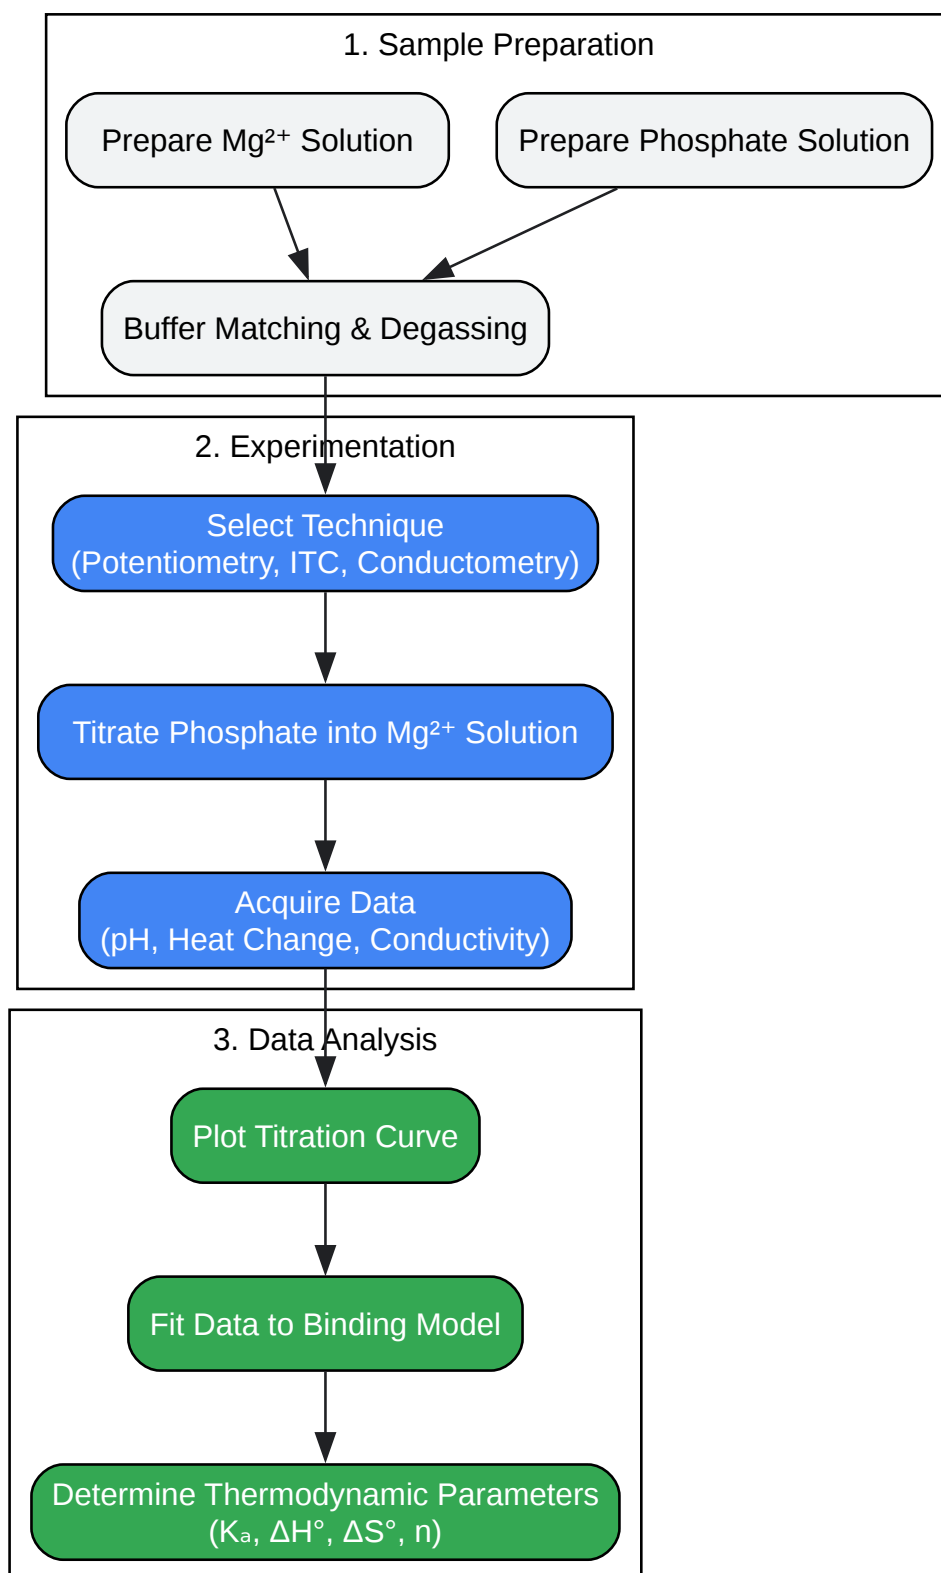 1. Sample Preparation
Prepare Mg²⁺ Solution
Prepare Phosphate Solution
Buffer Matching & Degassing
2. Experimentation
Select Technique
(Potentiometry, ITC, Conductometry)
Titrate Phosphate into Mg²⁺ Solution
Acquire Data
(pH, Heat Change, Conductivity)
3. Data Analysis
Plot Titration Curve
Fit Data to Binding Model
Determine Thermodynamic Parameters
(Kₐ, ΔH°, ΔS°, n)